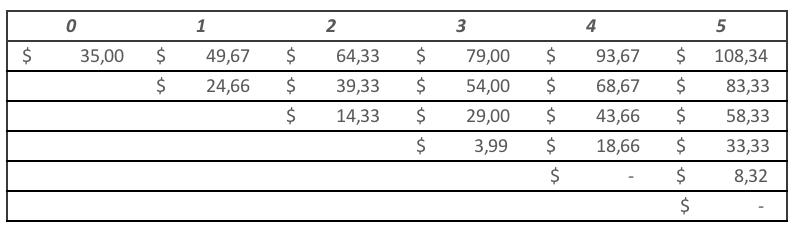 0 1 2 3 4 5
$ 35,00 $ 49,67 $ 64,33 $ 79,00 $ 93,67 $ 108,34
$ 24,66 $ 39,33 $ 54,00 $ 68,67 $ 83,33
$ 14,33 $ 29,00 $ 43,66 $ 58,33
$ 3,99 $ 18,66 $ 33,33
$ - $ 8,32
$ -